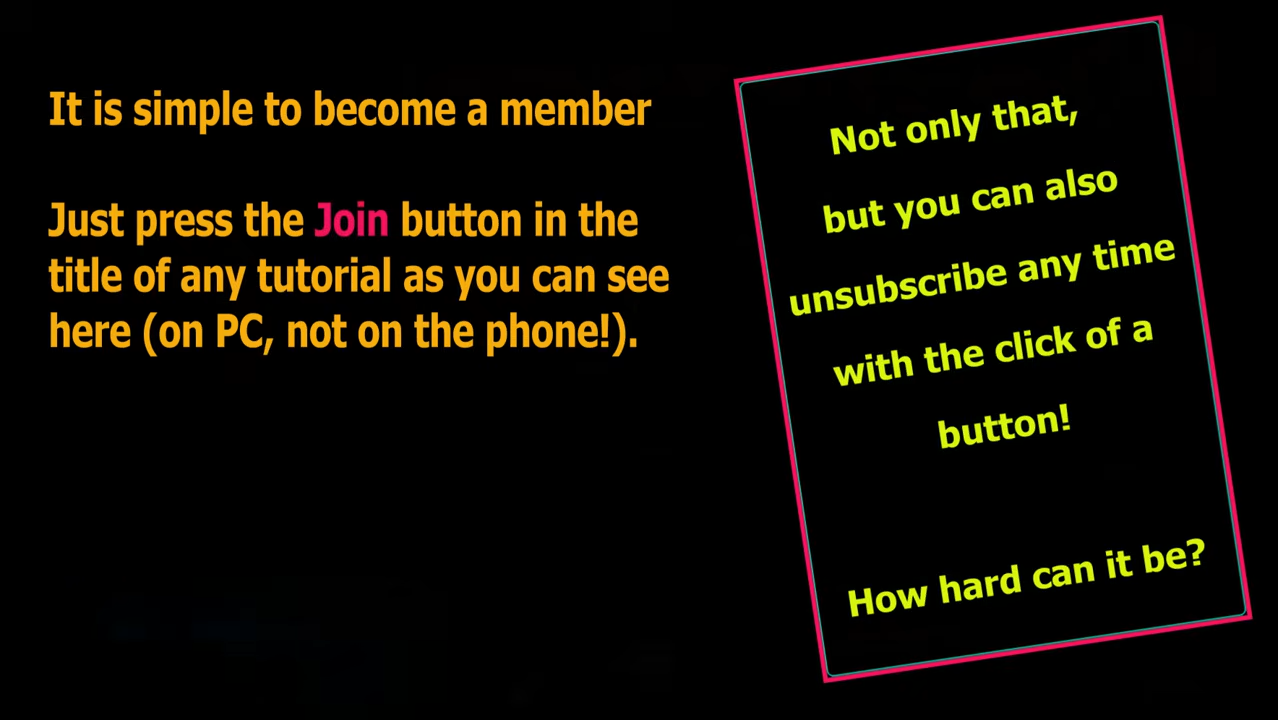 It is simple to become a member
Just press the Join button in the
title of any tutorial as you can see
here (on PC, not on the phone!).
Not only that,
but you can also
unsubscribe any time
with the click of a
button!
How hard can it be?